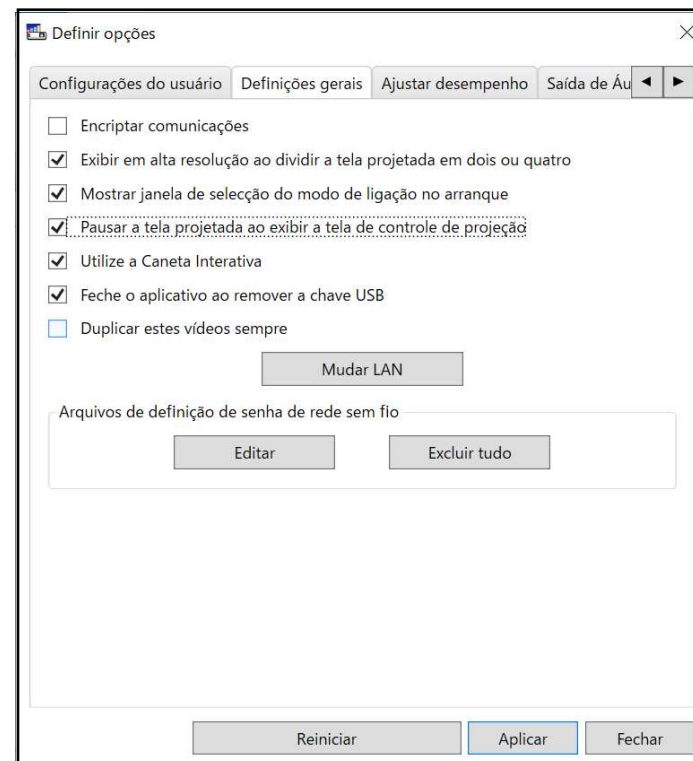 Definir opções
Configurações do usuário Definições gerais Ajustar desempenho Saída de Áu
Encriptar comunicações
Exibir em alta resolução ao dividir a tela projetada em dois ou quatro
Mostrar janela de selecção do modo de ligação no arranque
Pausar a tela projetada ao exibir a tela de controle de projeção
Utilize a Caneta Interativa
Feche o aplicativo ao remover a chave USB
Duplicar estes vídeos sempre
Mudar LAN
Arquivos de definição de senha de rede sem fio
Editar Excluir tudo
Reiniciar Aplicar Fechar